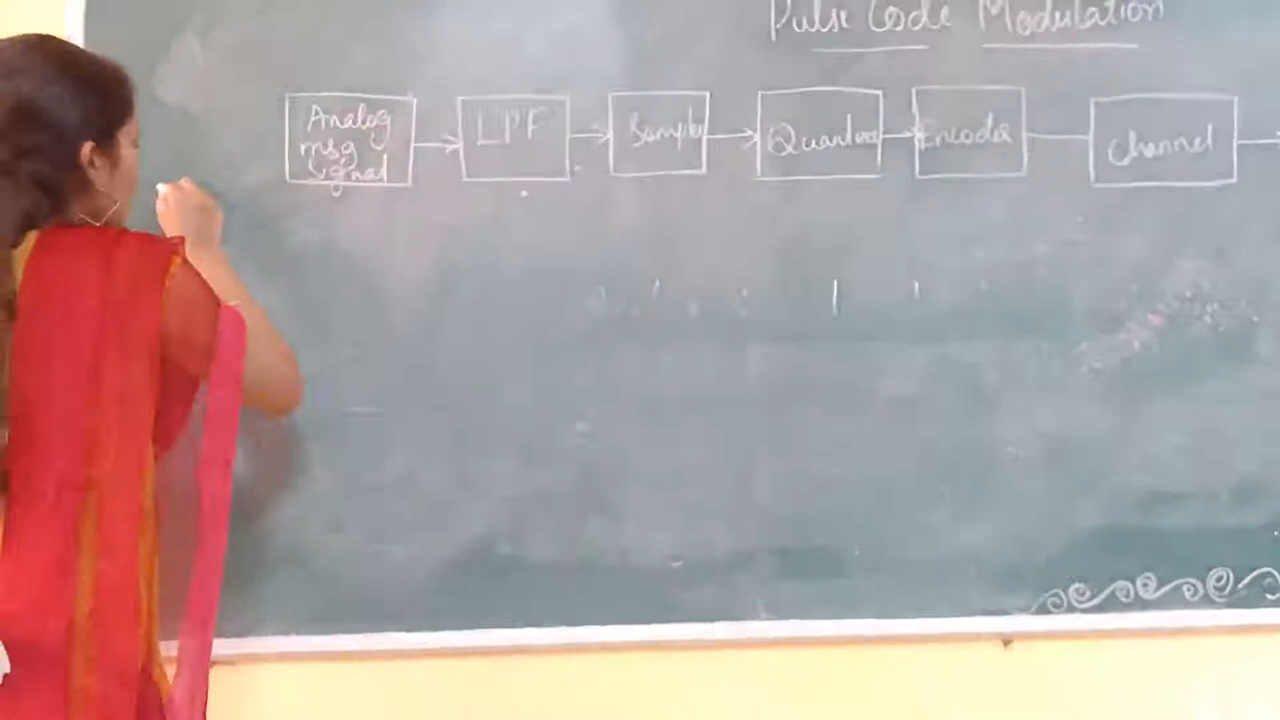 Pulse Code Modulation
Analog
msg
signal
LPF
Sampler
Quantizer
Encoder
Channel